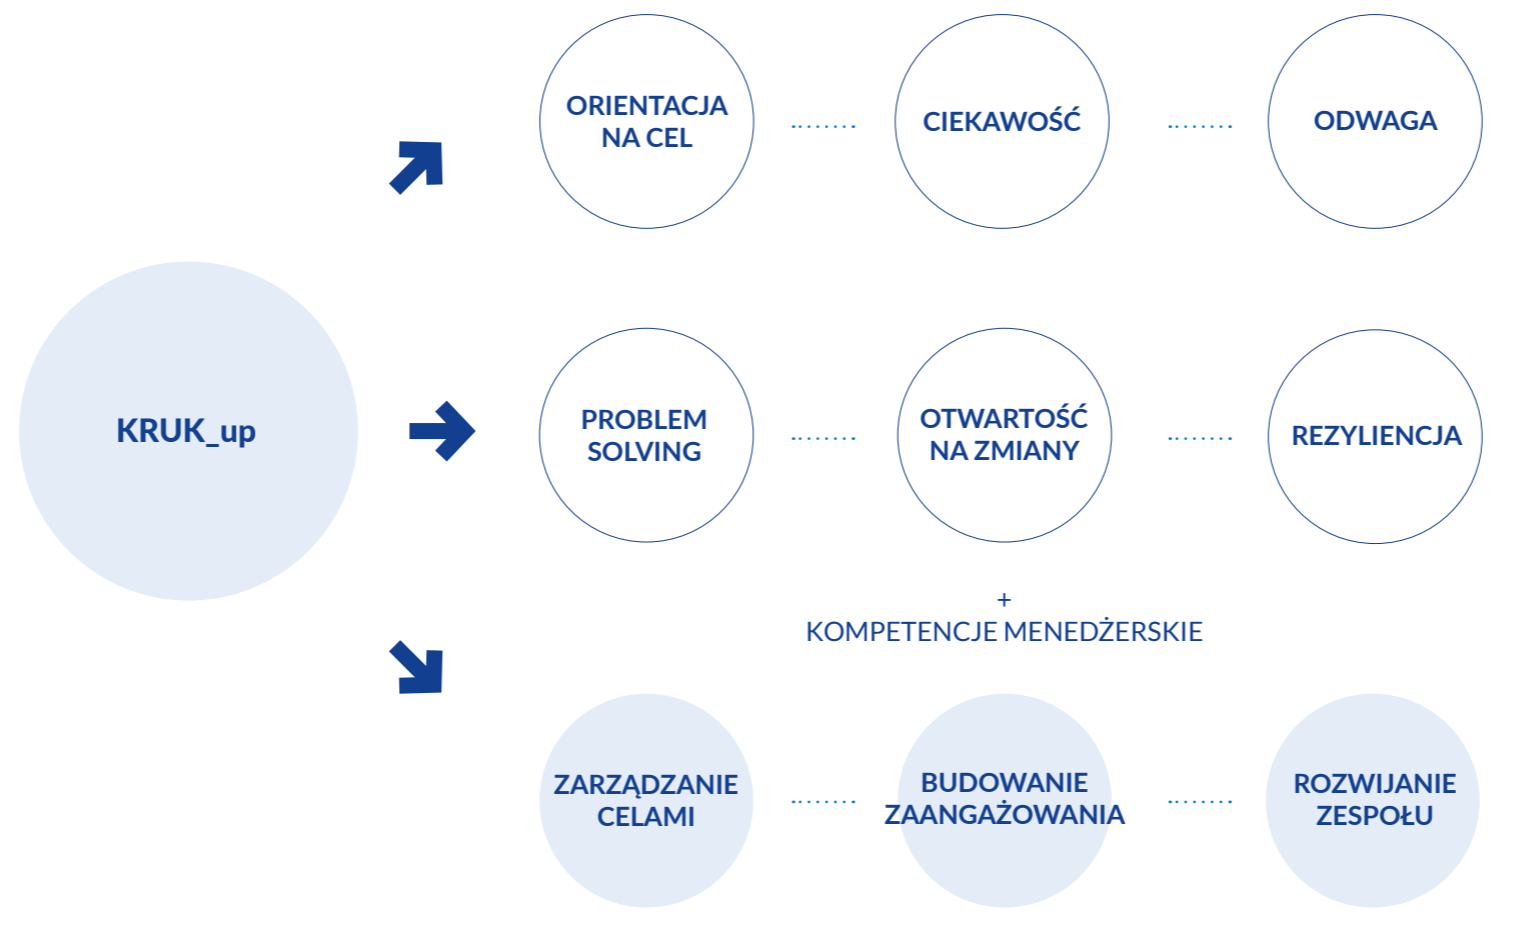 KRUK_up
ORIENTACJA
NA CEL
CIEKAWOŚĆ
ODWAGA
PROBLEM
SOLVING
OTWARTOŚĆ
NA ZMIANY
REZYLIENCJA
+
KOMPETENCJE MENEDŻERSKIE
ZARZĄDZANIE
CELAMI
BUDOWANIE
ZAANGAŻOWANIA
ROZWIJANIE
ZESPOŁU